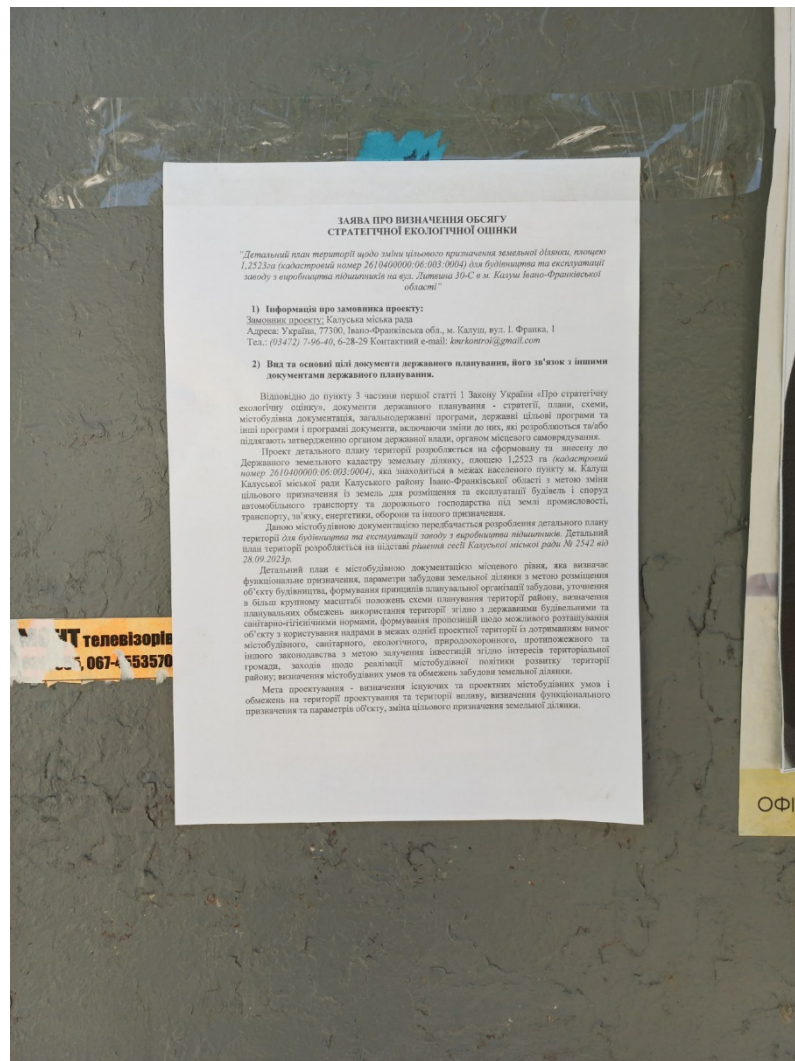 ЗАЯВА ПРО ВИЗНАЧЕННЯ ОБСЯГУ
СТРАТЕГІЧНОЇ ЕКОЛОГІЧНОЇ ОЦІНКИ
"Детальний план території щодо зміни цільового призначення земельної ділянки, площею
1,2523га (кадастровий номер 2610400000:06:003:0004) для будівництва та експлуатації
заводу з виробництва підшипників на вул. Литвина 30-С в м. Калуш Івано-Франківської
області"
1) Інформація про замовника проекту:
Замовник проекту: Калуська міська рада
Адреса: Україна, 77300, Івано-Франківська обл., м. Калуш, вул. І. Франка, 1
Тел.: (03472) 7-96-40, 6-28-29 Контактний e-mail: kmrkontrol@gmail.com
2) Вид та основні цілі документа державного планування, його зв'язок з іншими
документами державного планування.
Відповідно до пункту 3 частини першої статті 1 Закону України «Про стратегічну
екологічну оцінку», документи державного планування - стратегії, плани, схеми,
містобудівна документація, загальнодержавні програми, державні цільові програми та
інші програми і програмні документи, включаючи зміни до них, які розробляються та/або
підлягають затвердженню органом державної влади, органом місцевого самоврядування.
Проект детального плану території розробляється на сформовану та внесену до
Державного земельного кадастру земельну ділянку, площею 1,2523 га (кадастровий
номер 2610400000:06:003:0004), яка знаходиться в межах населеного пункту м. Калуш
Калуської міської ради Калуського району Івано-Франківської області з метою зміни
цільового призначення із земель для розміщення та експлуатації будівель і споруд
автомобільного транспорту та дорожнього господарства під землі промисловості,
транспорту, зв'язку, енергетики, оборони та іншого призначення.
Даною містобудівною документацією передбачається розроблення детального плану
території для будівництва та експлуатації заводу з виробництва підшипників. Детальний
план території розробляється на підставі рішення сесії Калуської міської ради № 2542 від
28.09.2023р.
Детальний план є містобудівною документацією місцевого рівня, яка визначає
функціональне призначення, параметри забудови земельної ділянки з метою розміщення
об'єкту будівництва, формування принципів планувальної організації забудови, уточнення
в більш крупному масштабі положень схеми планування території району, визначення
планувальних обмежень використання території згідно з державними будівельними та
санітарно-гігієнічними нормами, формування пропозицій щодо можливого розташування
об'єкту з користування надрами в межах однієї проектної території із дотриманням вимог
містобудівного, санітарного, екологічного, природоохоронного, протипожежного та
іншого законодавства з метою залучення інвестицій згідно інтересів територіальної
громади, заходів щодо реалізації містобудівної політики розвитку території
району; визначення містобудівних умов та обмежень забудови земельної ділянки.
Мета проектування - визначення існуючих та проектних містобудівних умов і
обмежень на території проектування та території впливу, визначення функціонального
призначення та параметрів об'єкту, зміна цільового призначення земельної ділянки.
телевізорів
ОФІ